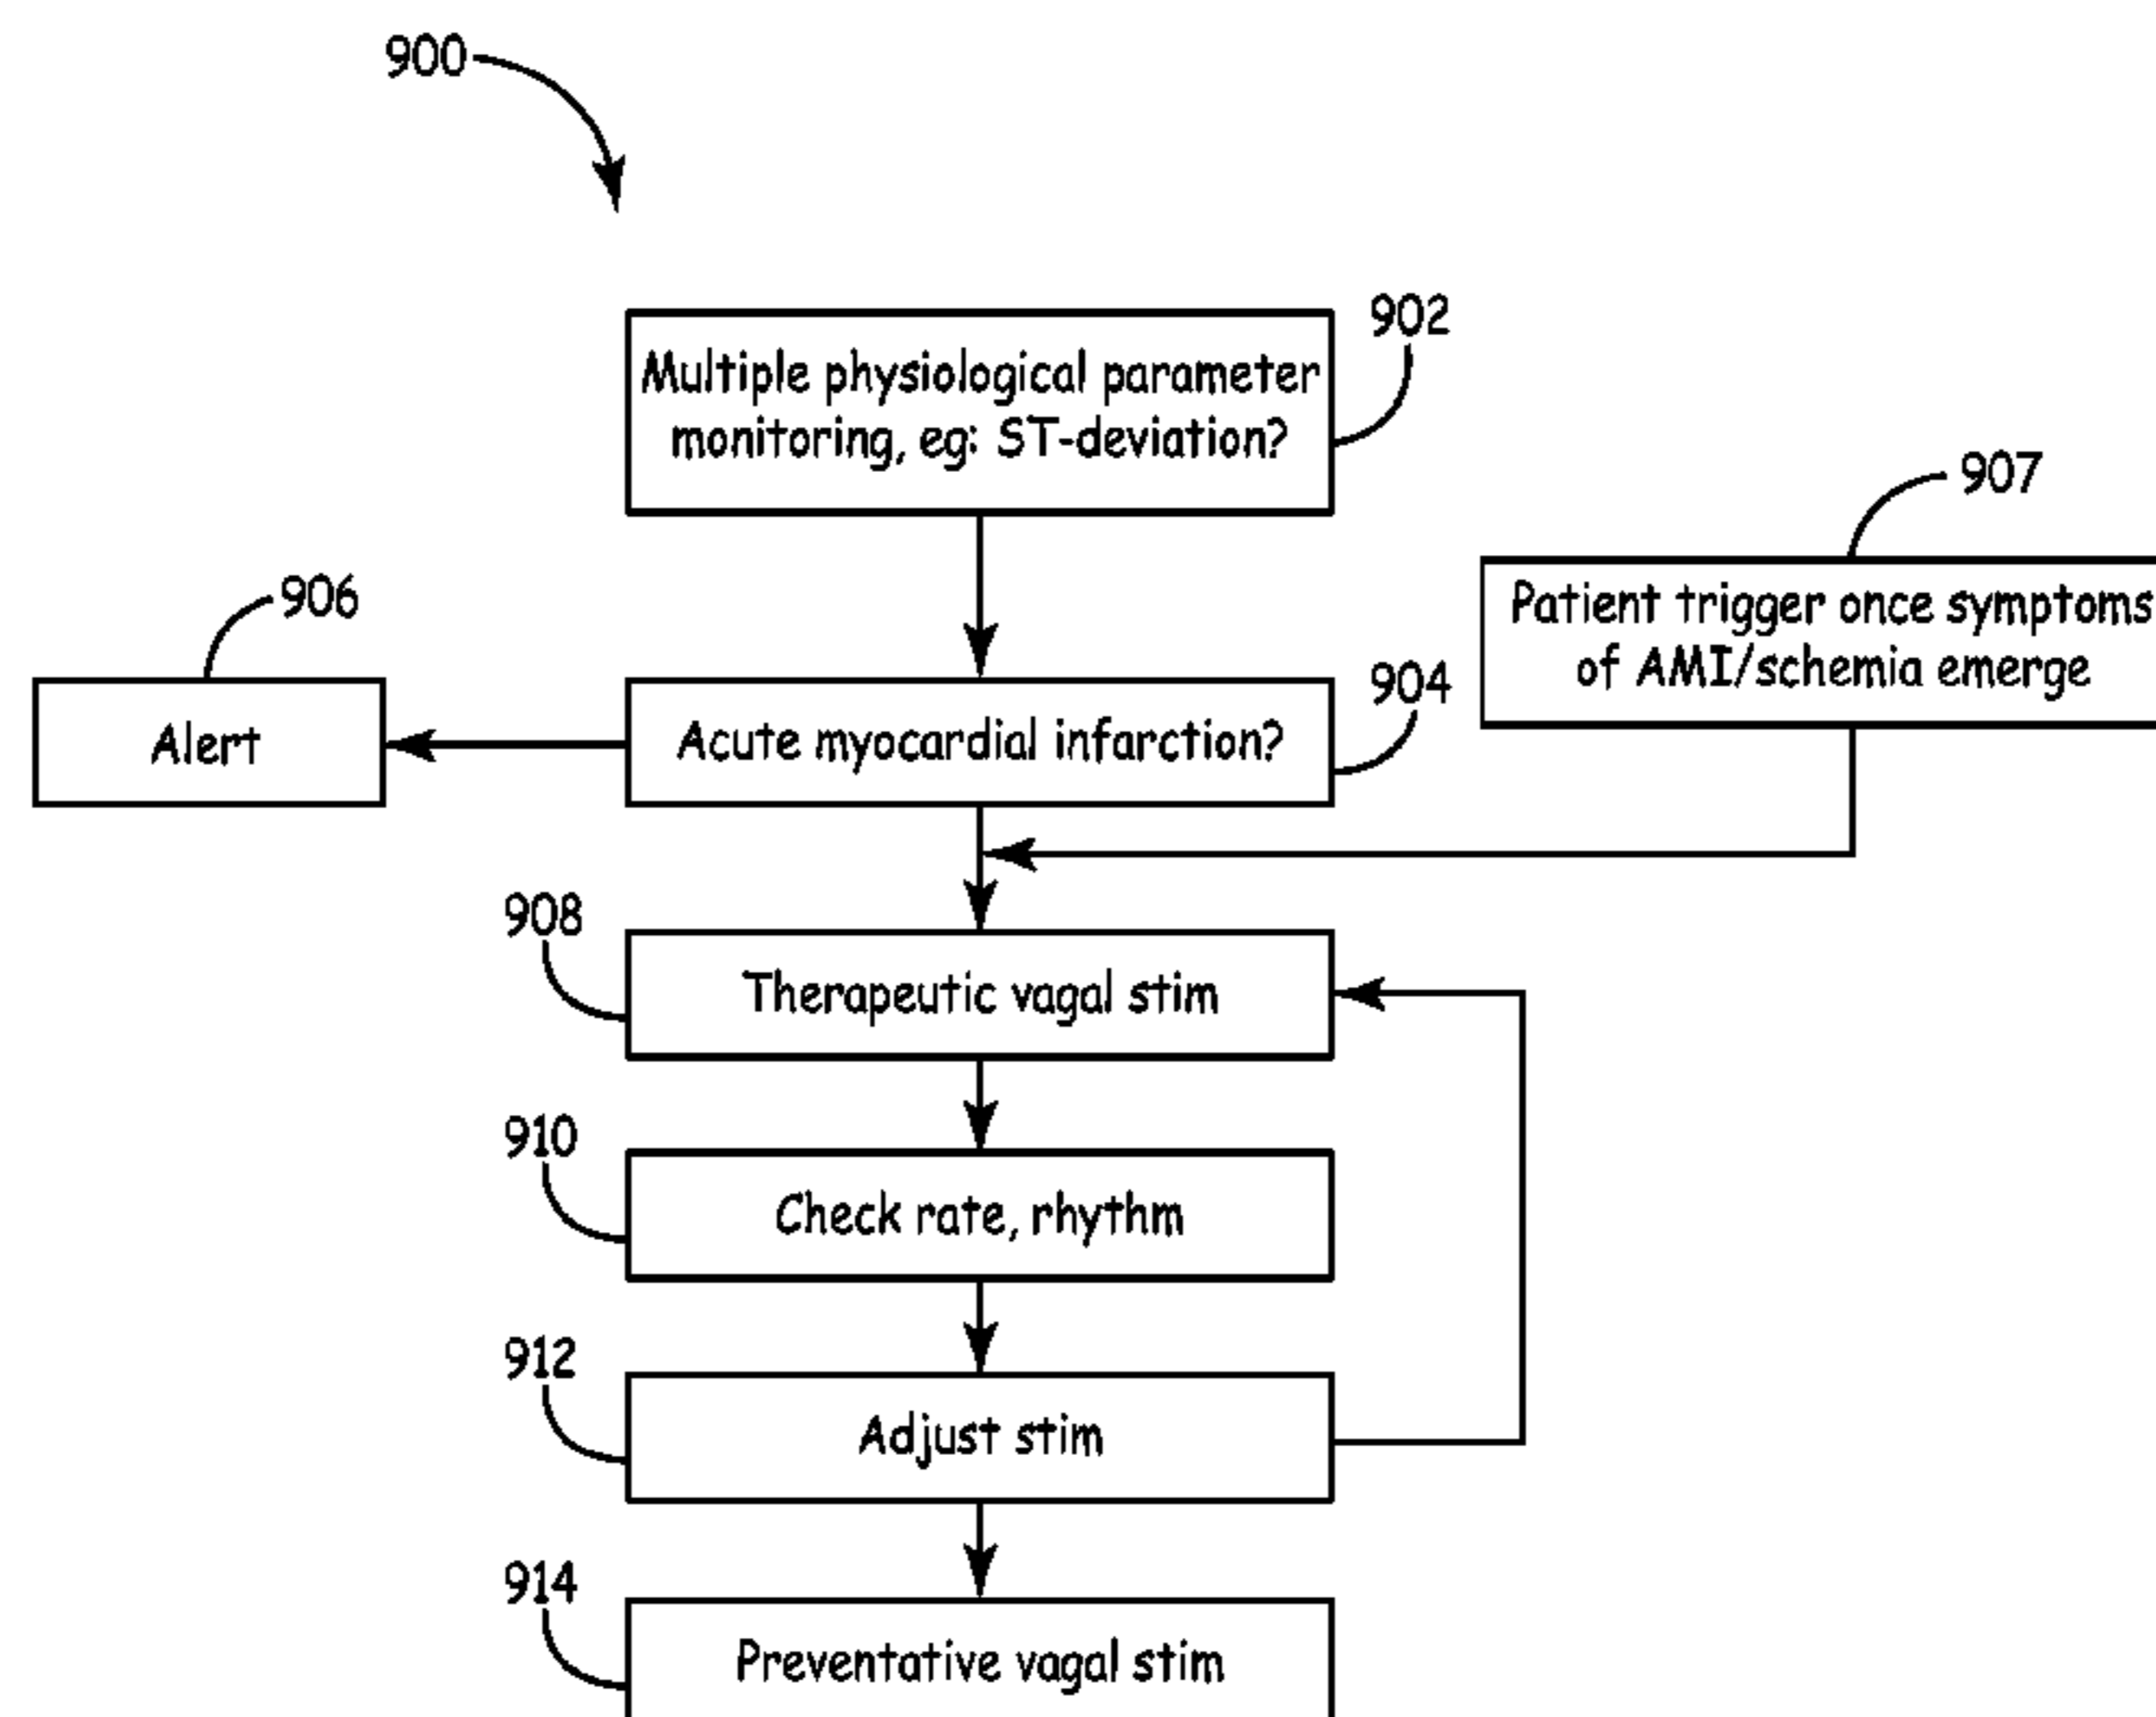 900
902
Multiple physiological parameter
monitoring, eg: ST-deviation?
907
Patient trigger once symptoms
of AMI/schemia emerge
906
Alert
904
Acute myocardial infarction?
908
Therapeutic vagal stim
910
Check rate, rhythm
912
Adjust stim
914
Preventative vagal stim